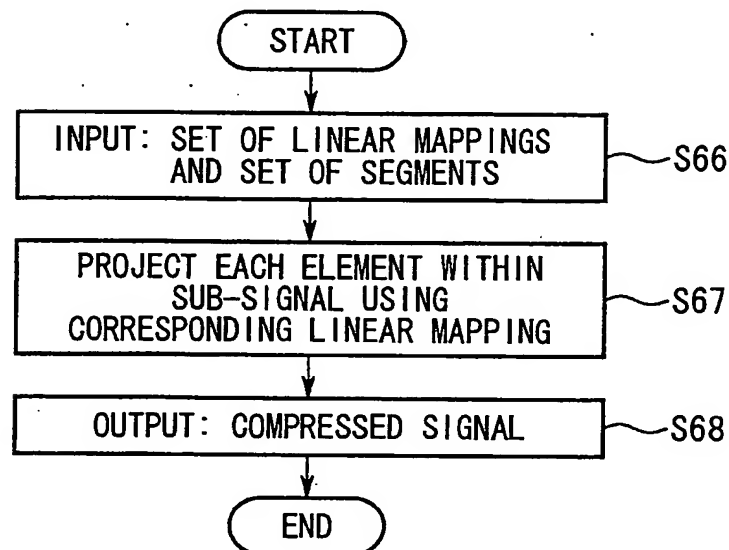 START
INPUT: SET OF LINEAR MAPPINGS
AND SET OF SEGMENTS
S66
PROJECT EACH ELEMENT WITHIN
SUB-SIGNAL USING
CORRESPONDING LINEAR MAPPING
S67
OUTPUT: COMPRESSED SIGNAL
S68
END